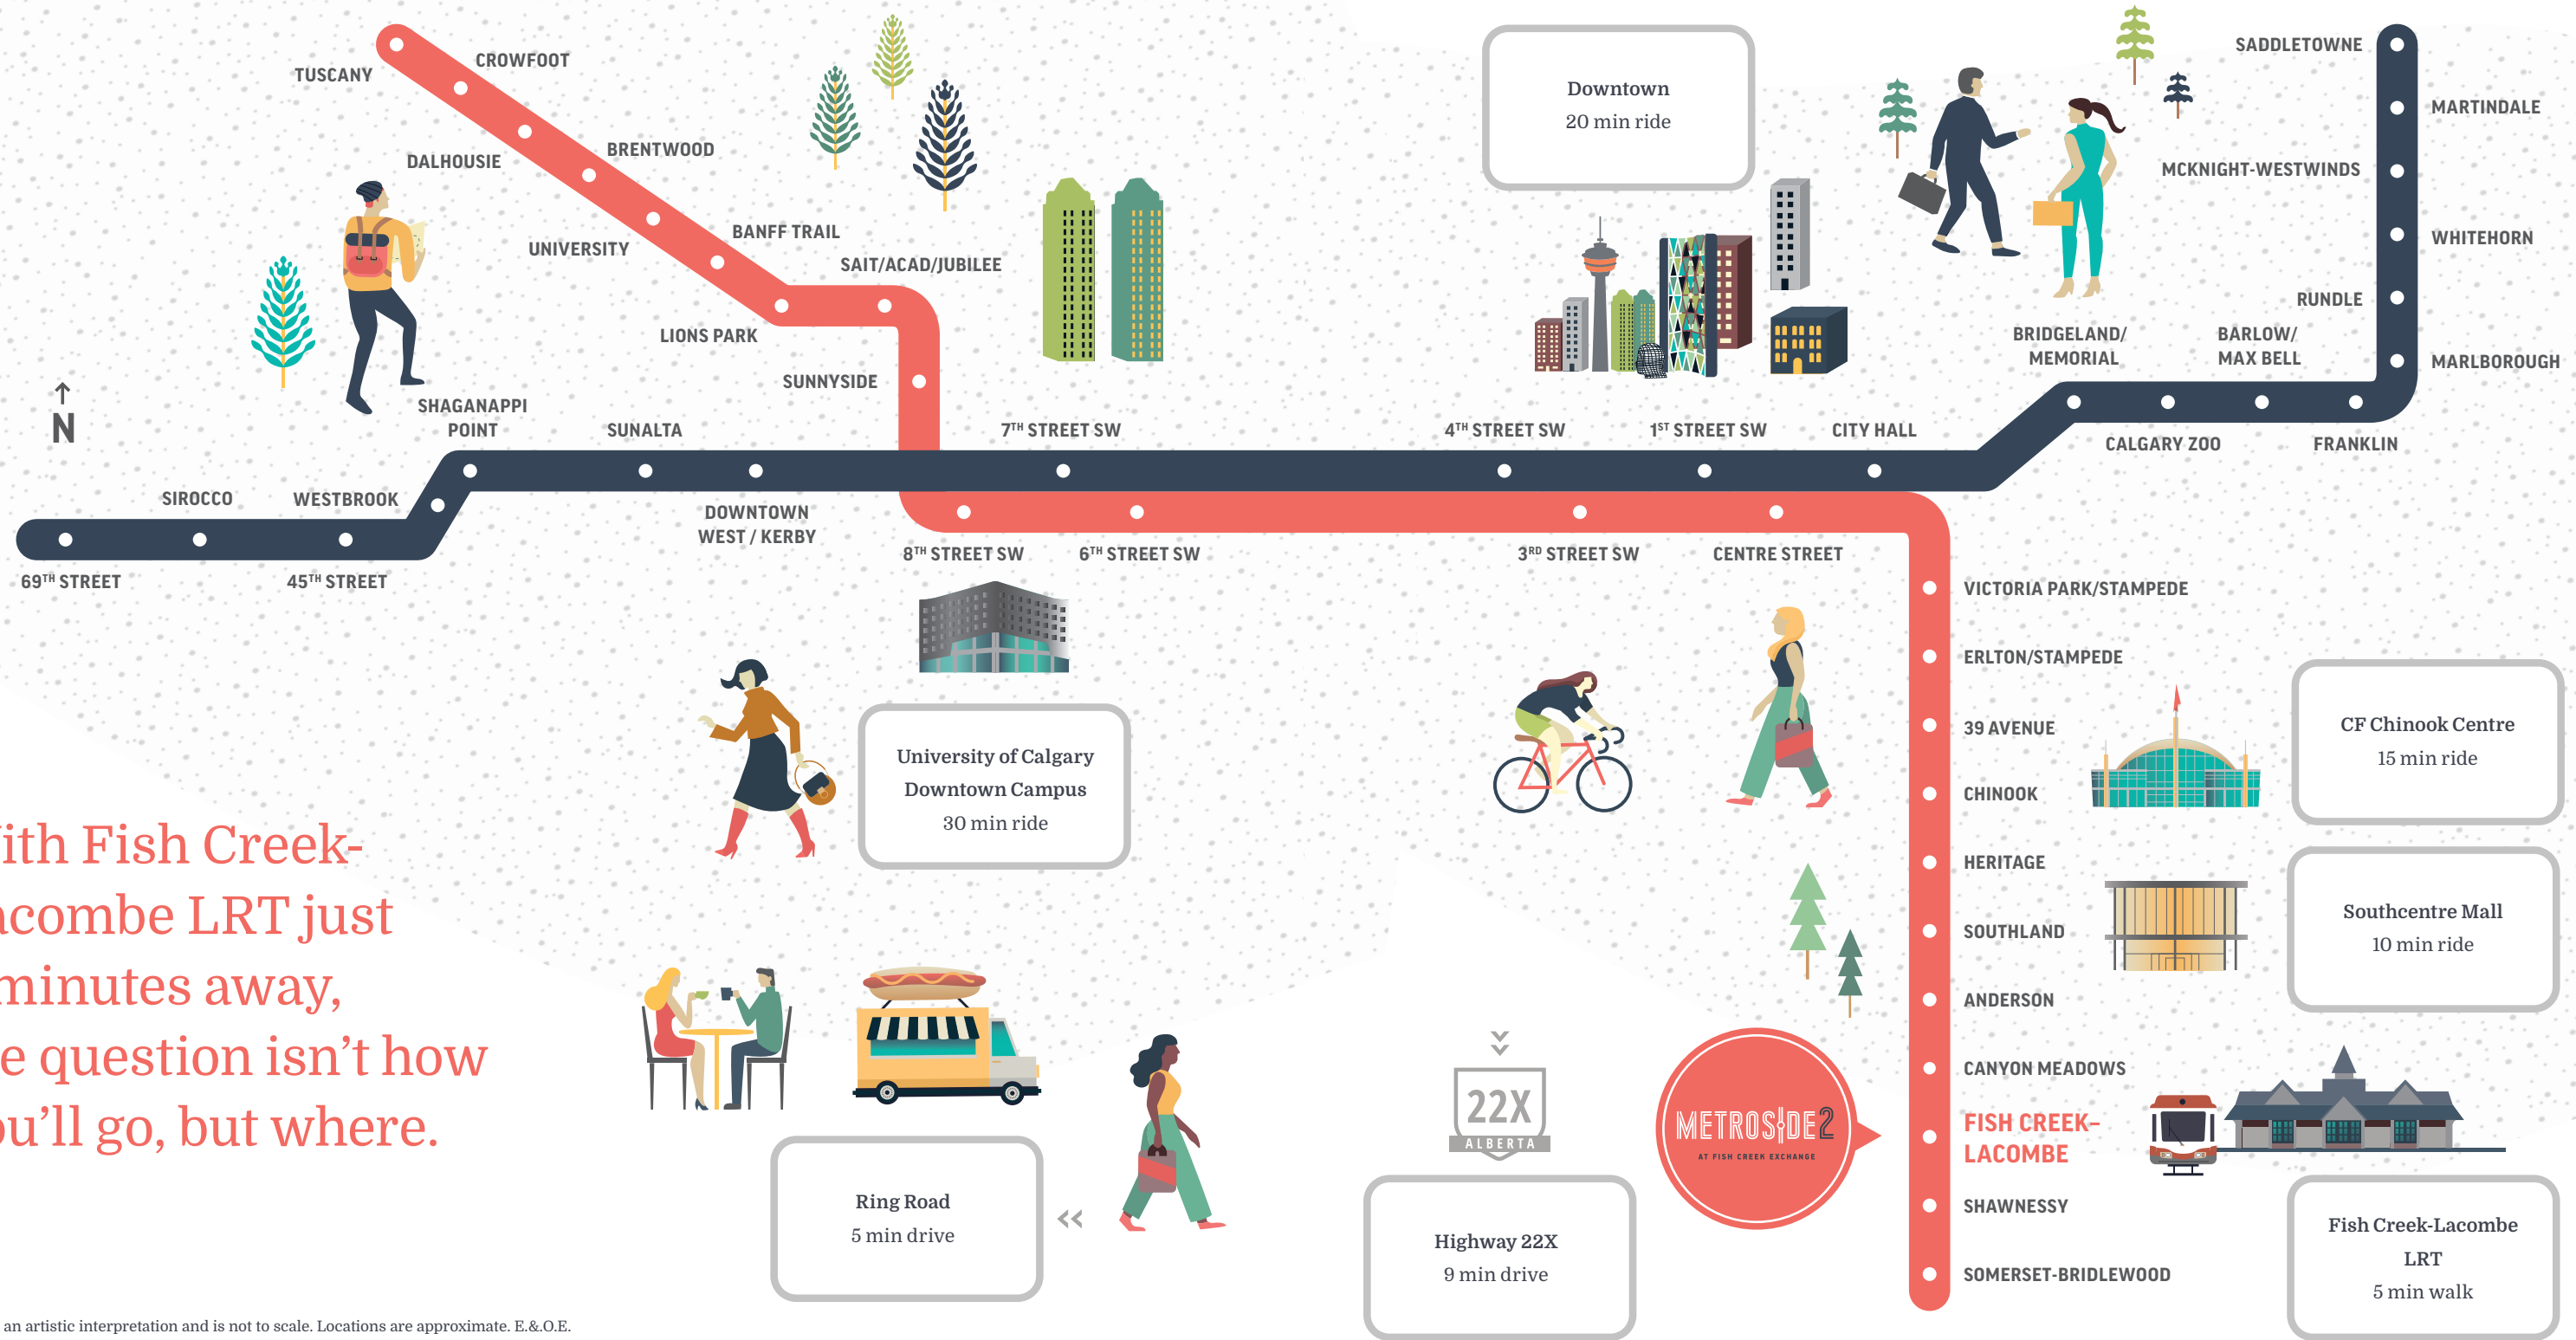 TUSCANY
CROWFOOT
DALHOUSIE
BRENTWOOD
UNIVERSITY
BANFF TRAIL
LIONS PARK
SAIT/ACAD/JUBILEE
SUNNYSIDE
N
69TH STREET
SIROCCO
45TH STREET
WESTBROOK
SHAGANAPPI
POINT
SUNALTA
DOWNTOWN
WEST / KERBY
8TH STREET SW
7TH STREET SW
6TH STREET SW
4TH STREET SW
3RD STREET SW
1ST STREET SW
CENTRE STREET
CITY HALL
BRIDGELAND/
MEMORIAL
CALGARY ZOO
BARLOW/
MAX BELL
FRANKLIN
MARLBOROUGH
RUNDLE
WHITEHORN
MCKNIGHT-WESTWINDS
MARTINDALE
SADDLETOWNE
Downtown
20 min ride
VICTORIA PARK/STAMPEDE
ERLTON/STAMPEDE
39 AVENUE
CHINOOK
HERITAGE
SOUTHLAND
ANDERSON
CANYON MEADOWS
FISH CREEK–
LACOMBE
SHAWNESSY
SOMERSET-BRIDLEWOOD
CF Chinook Centre
15 min ride
Southcentre Mall
10 min ride
Fish Creek-Lacombe
LRT
5 min walk
University of Calgary
Downtown Campus
30 min ride
ith Fish Creek-
acombe LRT just
minutes away,
e question isn’t how
ou’ll go, but where.
Ring Road
5 min drive
22X
ALBERTA
Highway 22X
9 min drive
METROSIDE2
AT FISH CREEK EXCHANGE
an artistic interpretation and is not to scale. Locations are approximate. E.&.O.E.